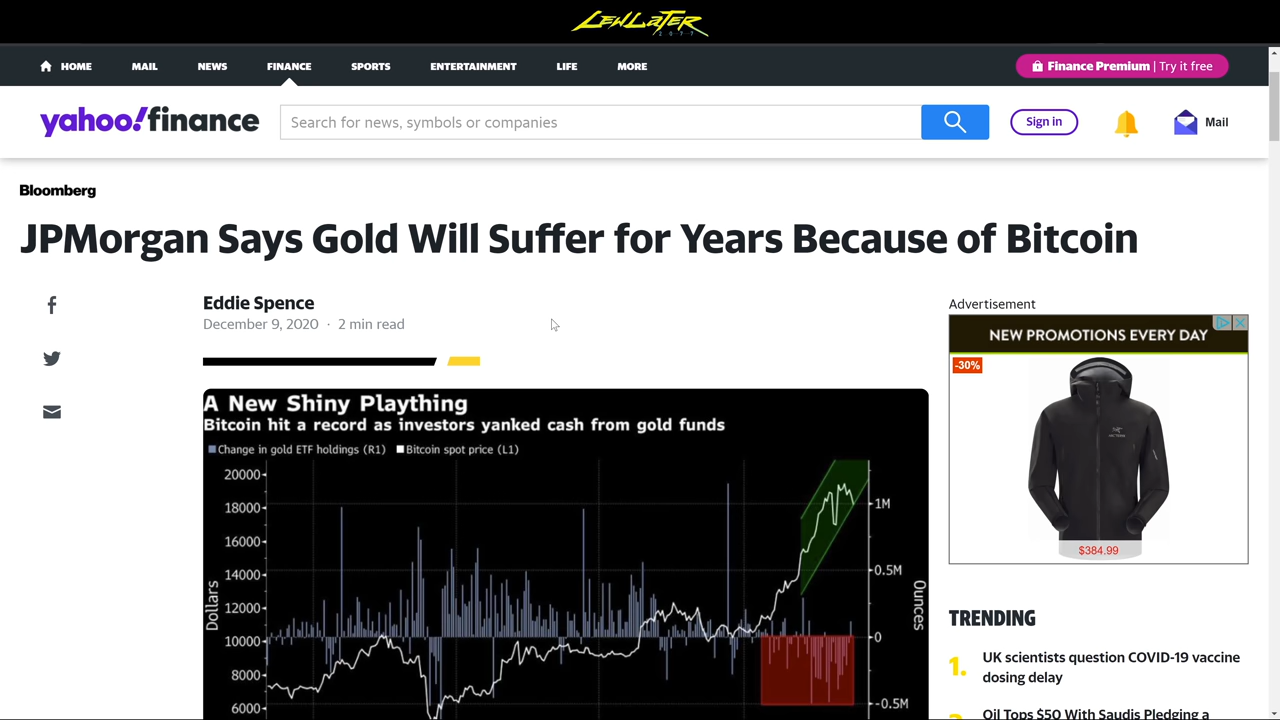 LEWLATER
2077
HOME MAIL NEWS FINANCE SPORTS ENTERTAINMENT LIFE MORE
Finance Premium | Try it free
yahoo!finance
Search for news, symbols or companies
Sign in
Mail
Bloomberg
JPMorgan Says Gold Will Suffer for Years Because of Bitcoin
Eddie Spence
December 9, 2020 · 2 min read
A New Shiny Plaything
Bitcoin hit a record as investors yanked cash from gold funds
Change in gold ETF holdings (R1) Bitcoin spot price (L1)
20000
18000
16000
14000
12000
10000
8000
6000
Dollars
1M
0.5M
0
-0.5M
Ounces
Advertisement
NEW PROMOTIONS EVERY DAY
-30%
ARC'TERYX
$384.99
TRENDING
1. UK scientists question COVID-19 vaccine
dosing delay
2. Oil Tops $50 With Saudis Pledging a